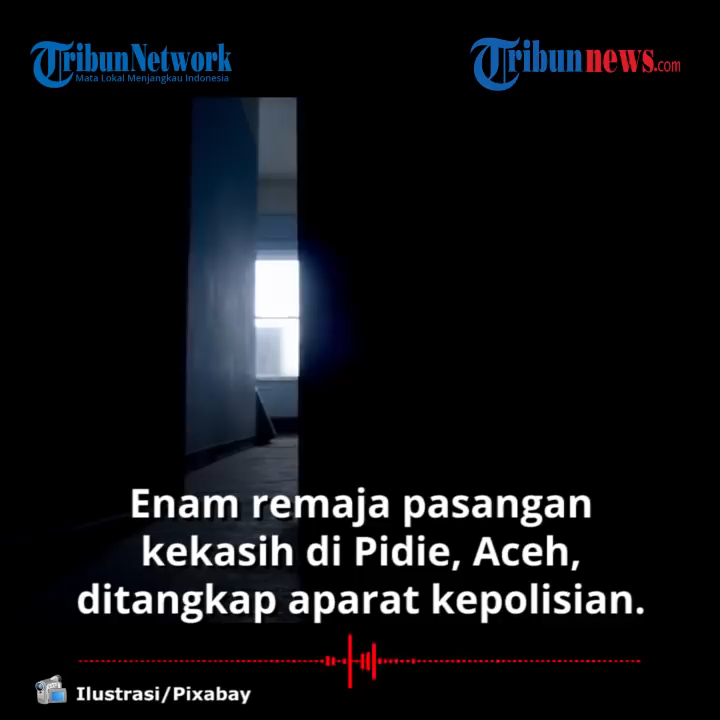 TribunNetwork
Mata Lokal Menjangkau Indonesia
Tribunnews.com
Enam remaja pasangan
kekasih di Pidie, Aceh,
ditangkap aparat kepolisian.
Ilustrasi/Pixabay